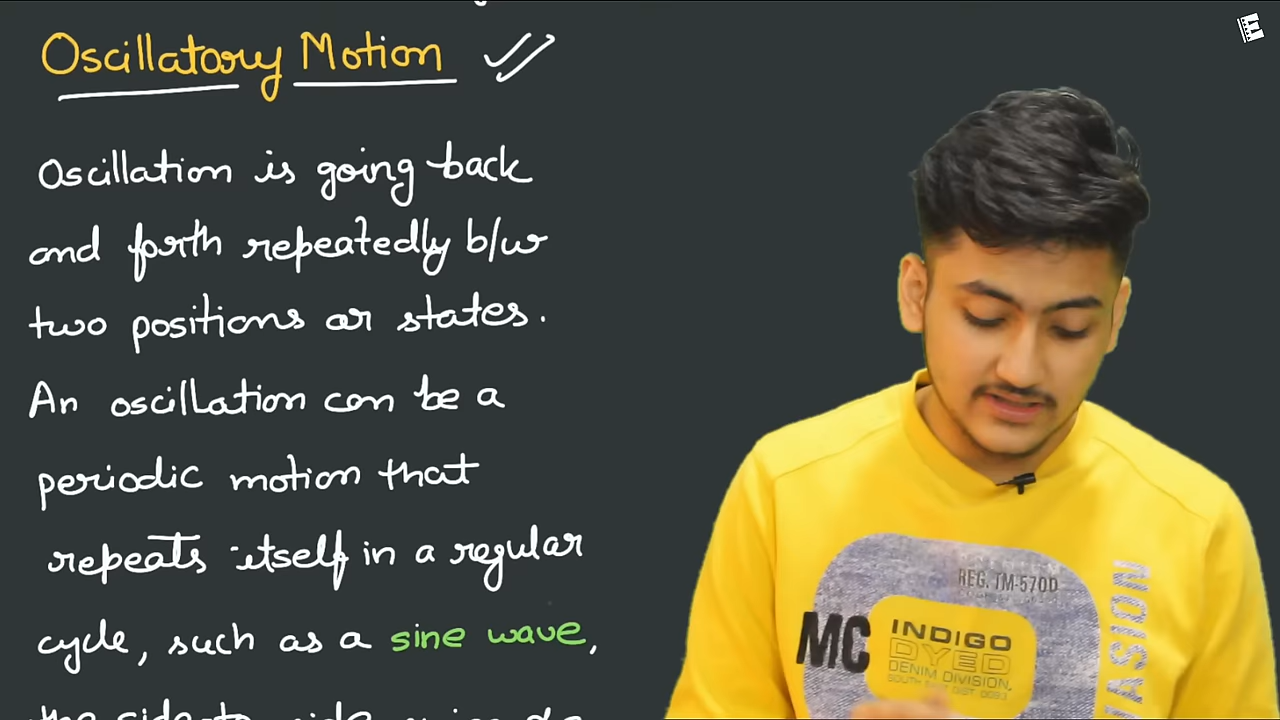 Oscillatory Motion
Oscillation is going back
and forth repeatedly b/w
two positions or states.
An oscillation can be a
periodic motion that
repeats itself in a regular
cycle, such as a sine wave,
REG. TM-570D
MC
INDIGO
DYED
DENIM DIVISION,